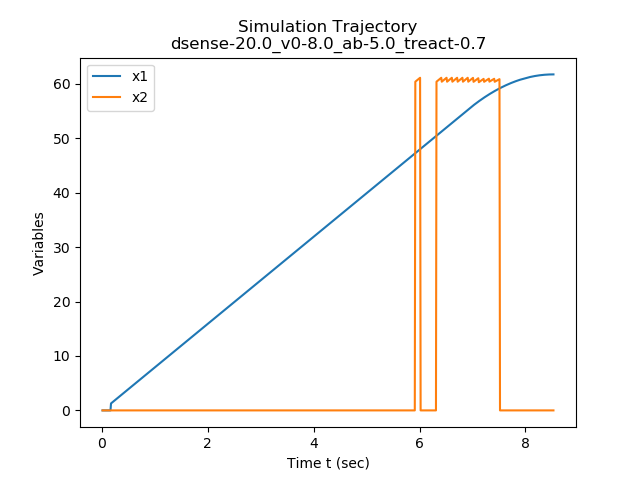 Simulation Trajectory
dsense-20.0_v0-8.0_ab-5.0_treact-0.7
x1
x2
Variables
60
50
40
30
20
10
0
0 2 4 6 8
Time t (sec)